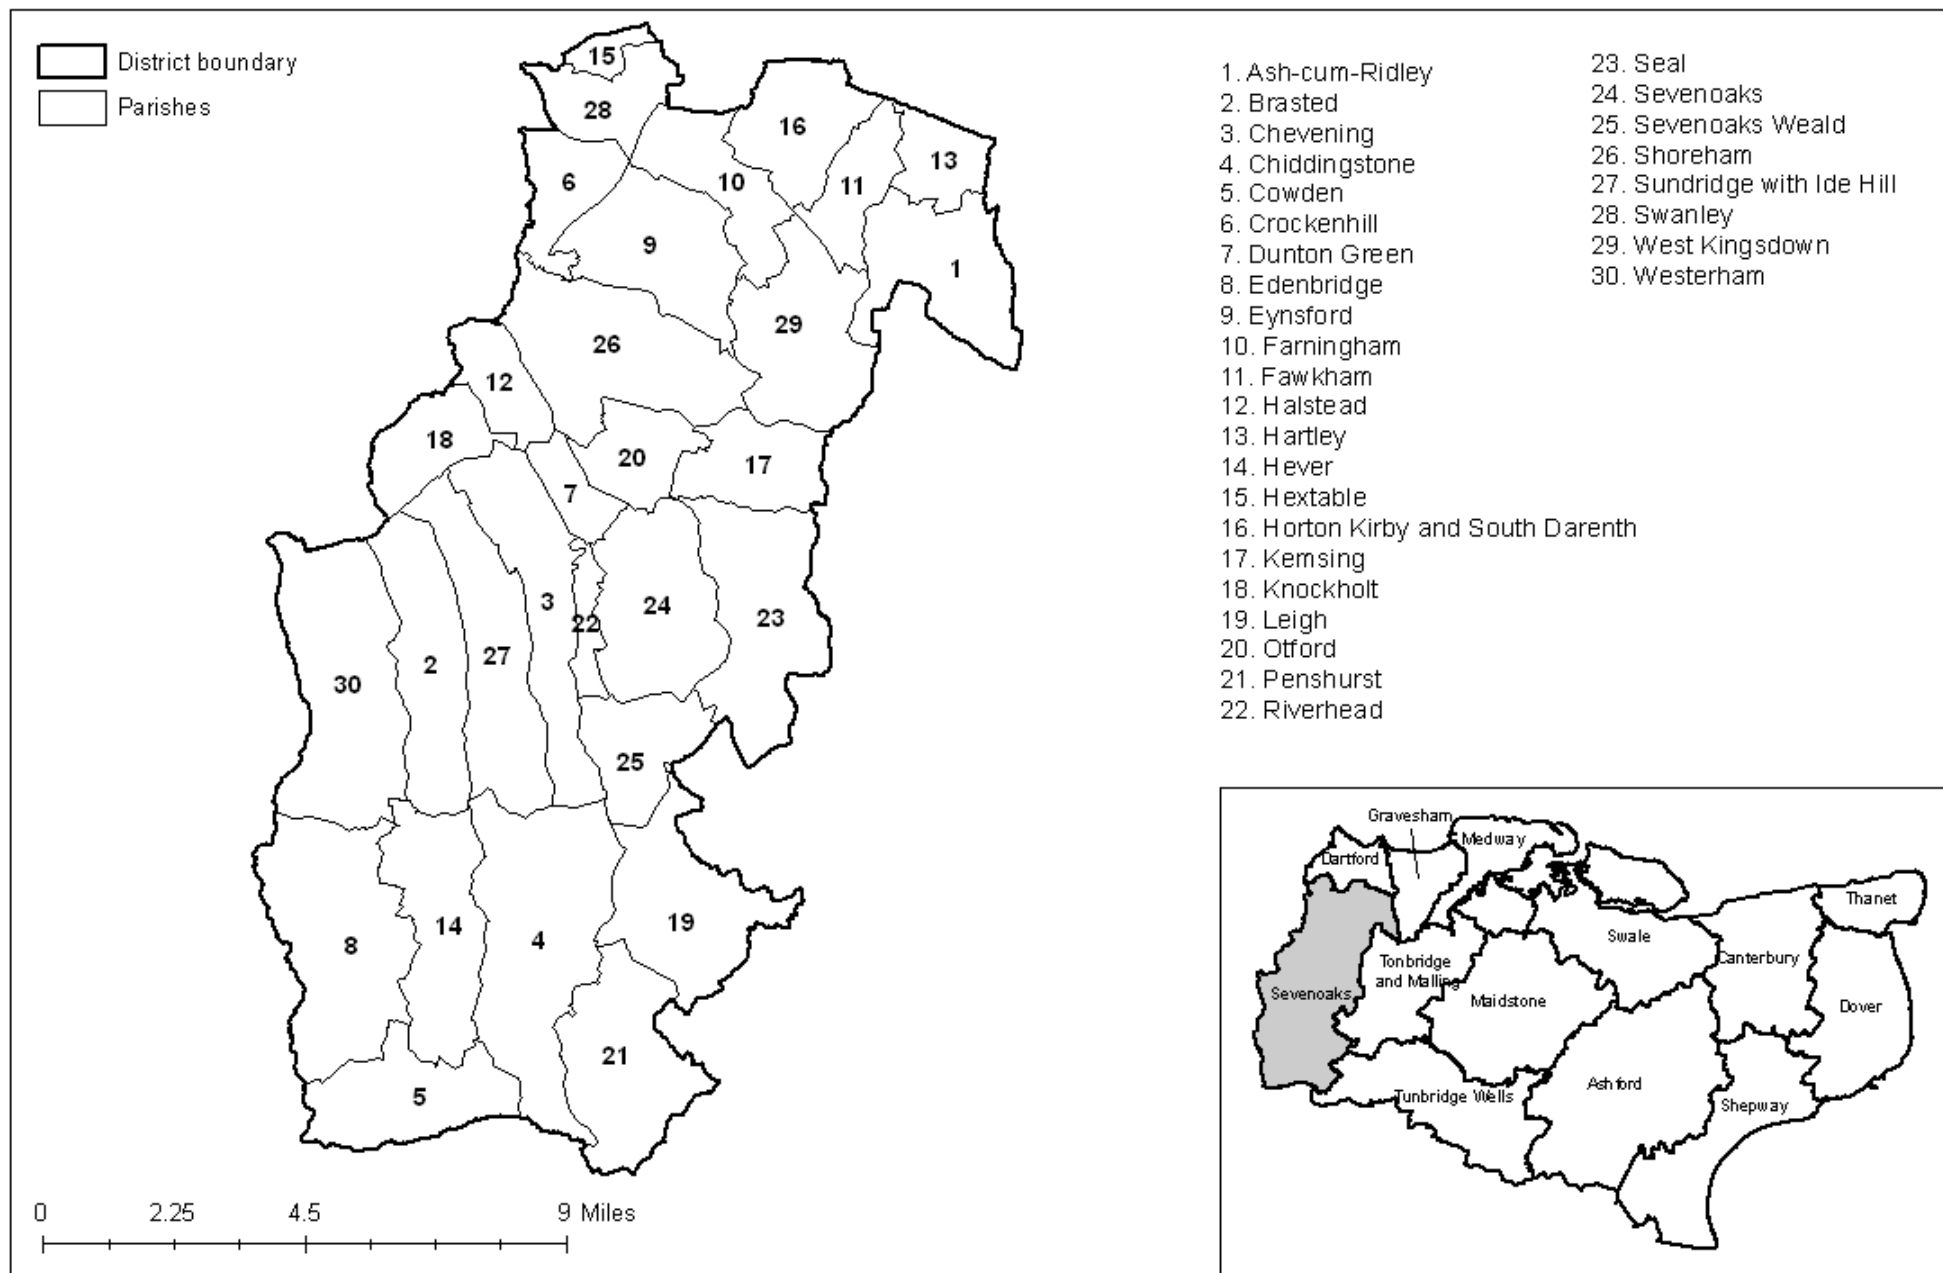 District boundary
Parishes
15
28
16
13
6
10
11
9
1
29
26
12
18
20
17
7
3
24
23
22
27
2
30
25
14
19
8
4
21
5
0 2.25 4.5 9 Miles
1. Ash-cum-Ridley
2. Brasted
3. Chevening
4. Chiddingstone
5. Cowden
6. Crockenhill
7. Dunton Green
8. Edenbridge
9. Eynsford
10. Farningham
11. Fawkham
12. Halstead
13. Hartley
14. Hever
15. Hextable
16. Horton Kirby and South Darenth
17. Kemsing
18. Knockholt
19. Leigh
20. Otford
21. Penshurst
22. Riverhead
23. Seal
24. Sevenoaks
25. Sevenoaks Weald
26. Shoreham
27. Sundridge with Ide Hill
28. Swanley
29. West Kingsdown
30. Westerham
Gravesham
Medway
Dartford
Thanet
Swale
Canterbury
Tonbridge
and Malling
Sevenoaks
Maidstone
Dover
Ashford
Tunbridge Wells
Shepway